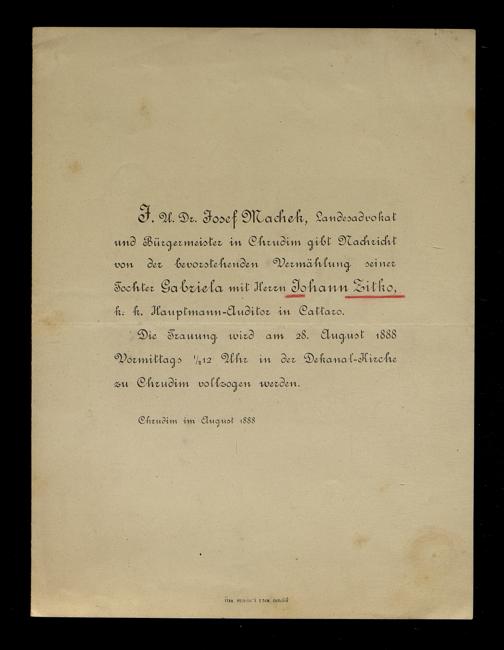 J. U. Dr. Josef Machek, Landesadvokat
und Bürgermeister in Chrudim gibt Nachricht
von der bevorstehenden Vermählung seiner
Tochter Gabriela mit Herrn Johann Zitko,
k. k. Hauptmann-Auditor in Cattaro.
Die Trauung wird am 28. August 1888
Vormittags ½12 Uhr in der Dekanal-Kirche
zu Chrudim vollzogen werden.
Chrudim im August 1888